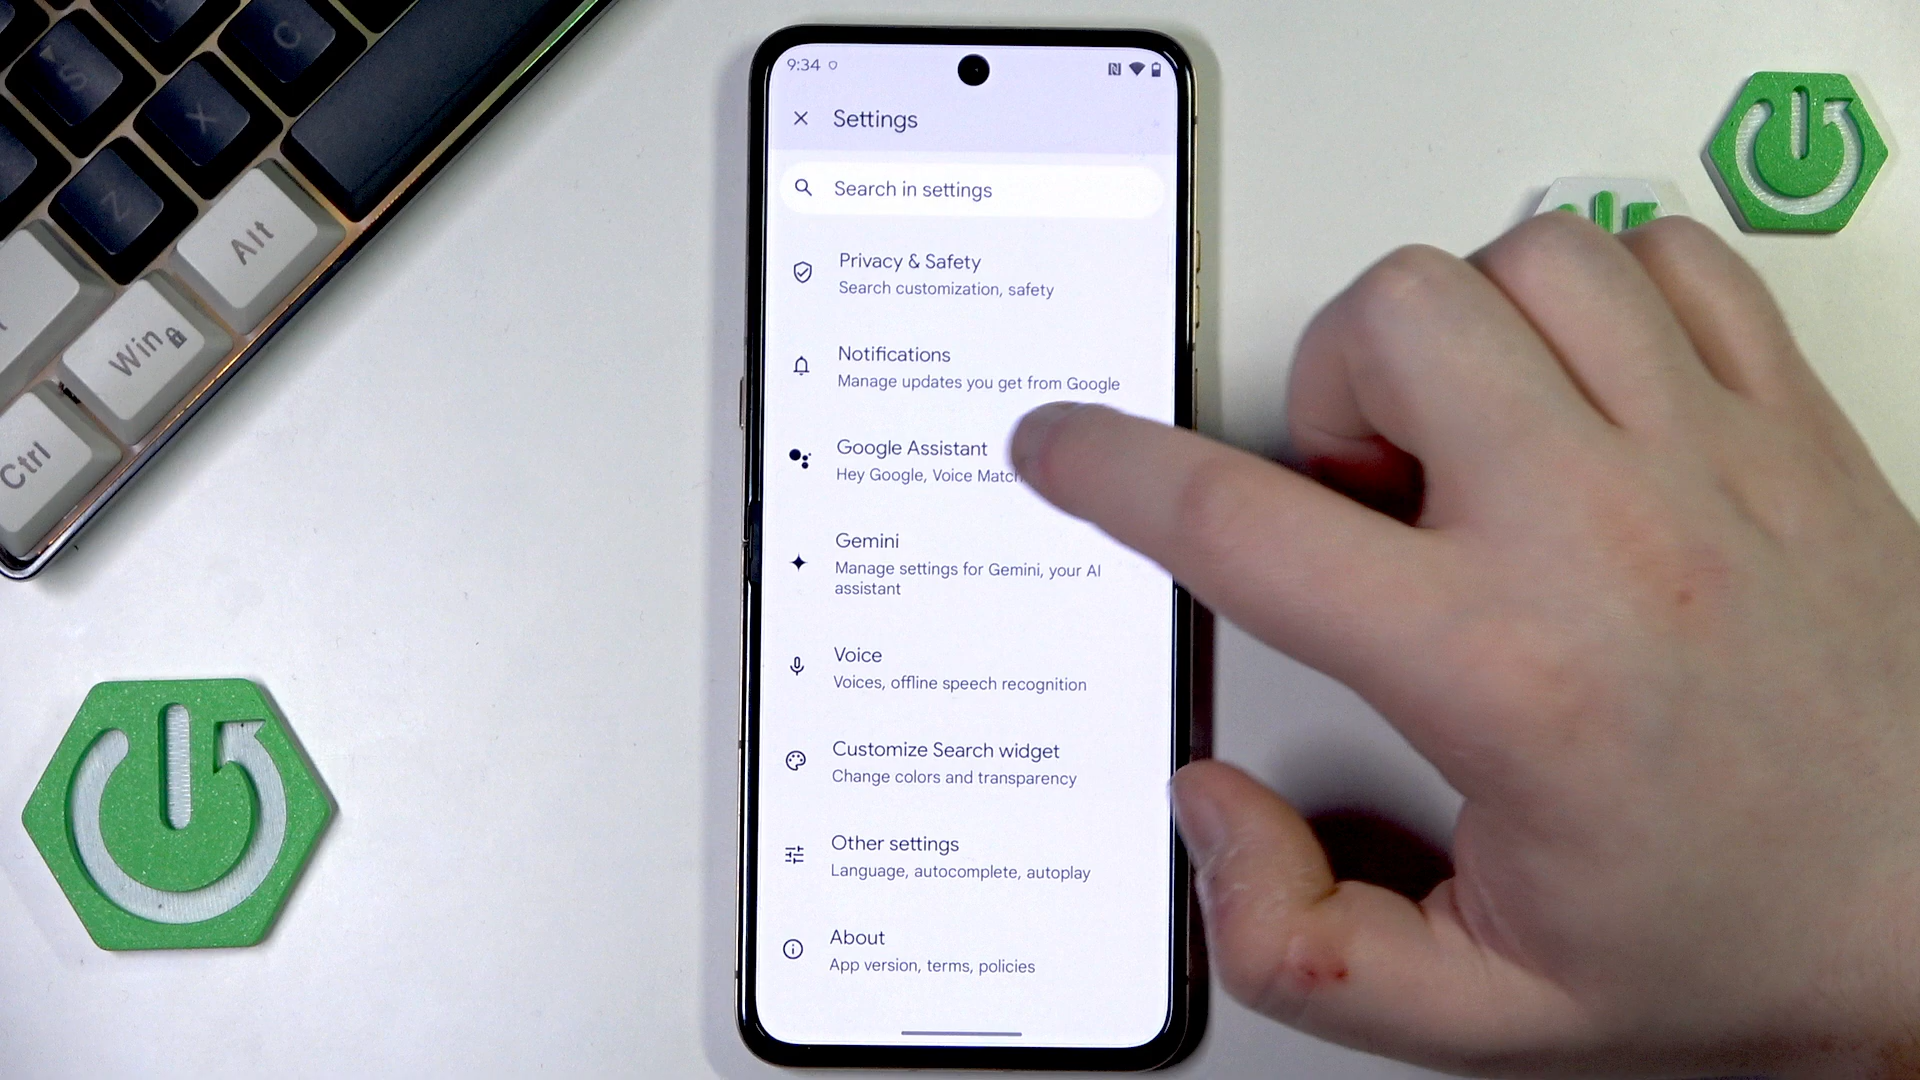 S
X
C
Z
Alt
Win
Ctrl
9:34
Settings
Search in settings
Privacy & Safety
Search customization, safety
Notifications
Manage updates you get from Google
Google Assistant
Hey Google, Voice Match
Gemini
Manage settings for Gemini, your AI
assistant
Voice
Voices, offline speech recognition
Customize Search widget
Change colors and transparency
Other settings
Language, autocomplete, autoplay
About
App version, terms, policies